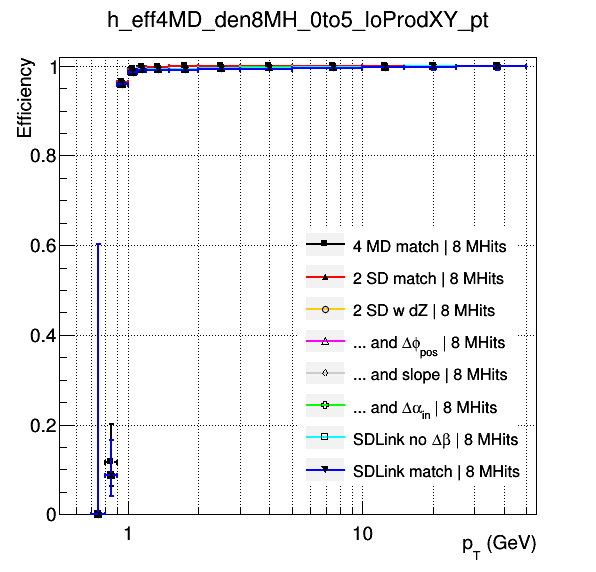 h_eff4MD_den8MH_0to5_loProdXY_pt
Efficiency
1
0.8
0.6
0.4
0.2
0
4 MD match | 8 MHits
2 SD match | 8 MHits
2 SD w dZ | 8 MHits
... and Δϕpos | 8 MHits
... and slope | 8 MHits
... and Δαin | 8 MHits
SDLink no Δβ | 8 MHits
SDLink match | 8 MHits
1 10
pT (GeV)